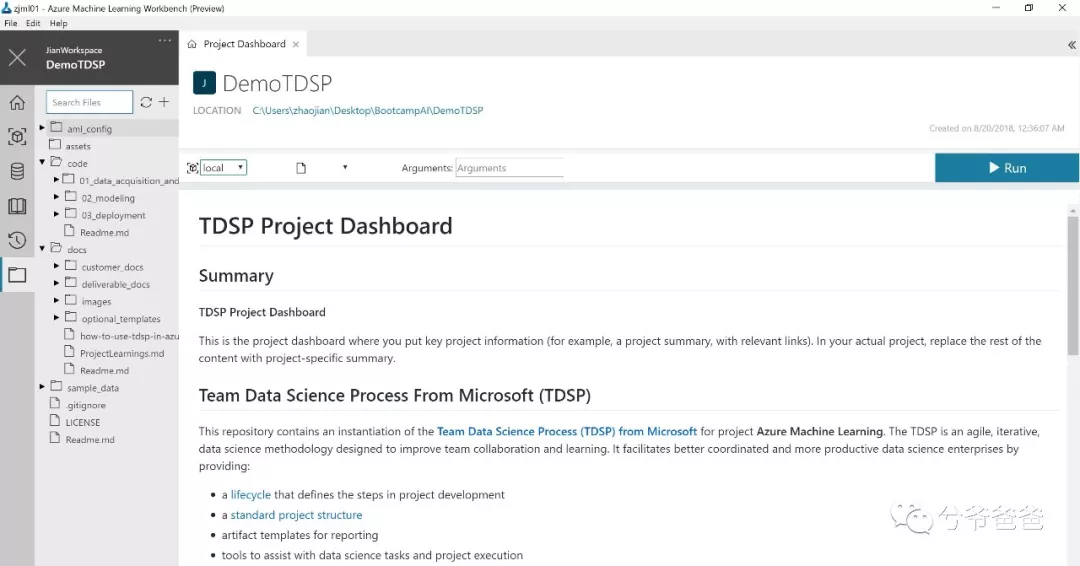 zjml01 - Azure Machine Learning Workbench (Preview)
File Edit Help
JianWorkspace
DemoTDSP
Search Files
aml_config
assets
code
01_data_acquisition_and
02_modeling
03_deployment
Readme.md
docs
customer_docs
deliverable_docs
images
optional_templates
how-to-use-tdsp-in-azu
ProjectLearnings.md
Readme.md
sample_data
.gitignore
LICENSE
Readme.md
Project Dashboard
J DemoTDSP
LOCATION C:\Users\zhaojian\Desktop\BootcampAI\DemoTDSP
Created on 8/20/2018, 12:36:07 AM
local Arguments: Arguments Run
TDSP Project Dashboard
Summary
TDSP Project Dashboard
This is the project dashboard where you put key project information (for example, a project summary, with relevant links). In your actual project, replace the rest of the
content with project-specific summary.
Team Data Science Process From Microsoft (TDSP)
This repository contains an instantiation of the Team Data Science Process (TDSP) from Microsoft for project Azure Machine Learning. The TDSP is an agile, iterative,
data science methodology designed to improve team collaboration and learning. It facilitates better coordinated and more productive data science enterprises by
providing:
a lifecycle that defines the steps in project development
a standard project structure
artifact templates for reporting
tools to assist with data science tasks and project execution
兮爷爸爸